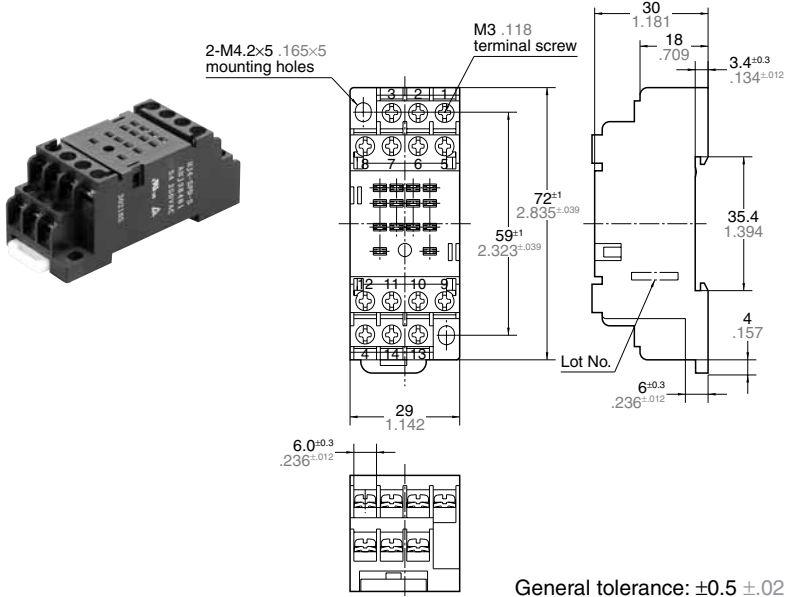 30
1.181
18
.709
3.4±0.3
.134±.012
2-M4.2×5 .165×5
mounting holes
M3 .118
terminal screw
3 2 1
8 7 6 5
72±1
2.835±.039
59±1
2.323±.039
35.4
1.394
12 11 10 9
4 14 13
4
.157
Lot No.
6±0.3
.236±.012
29
1.142
6.0±0.3
.236±.012
General tolerance: ±0.5 ±.02